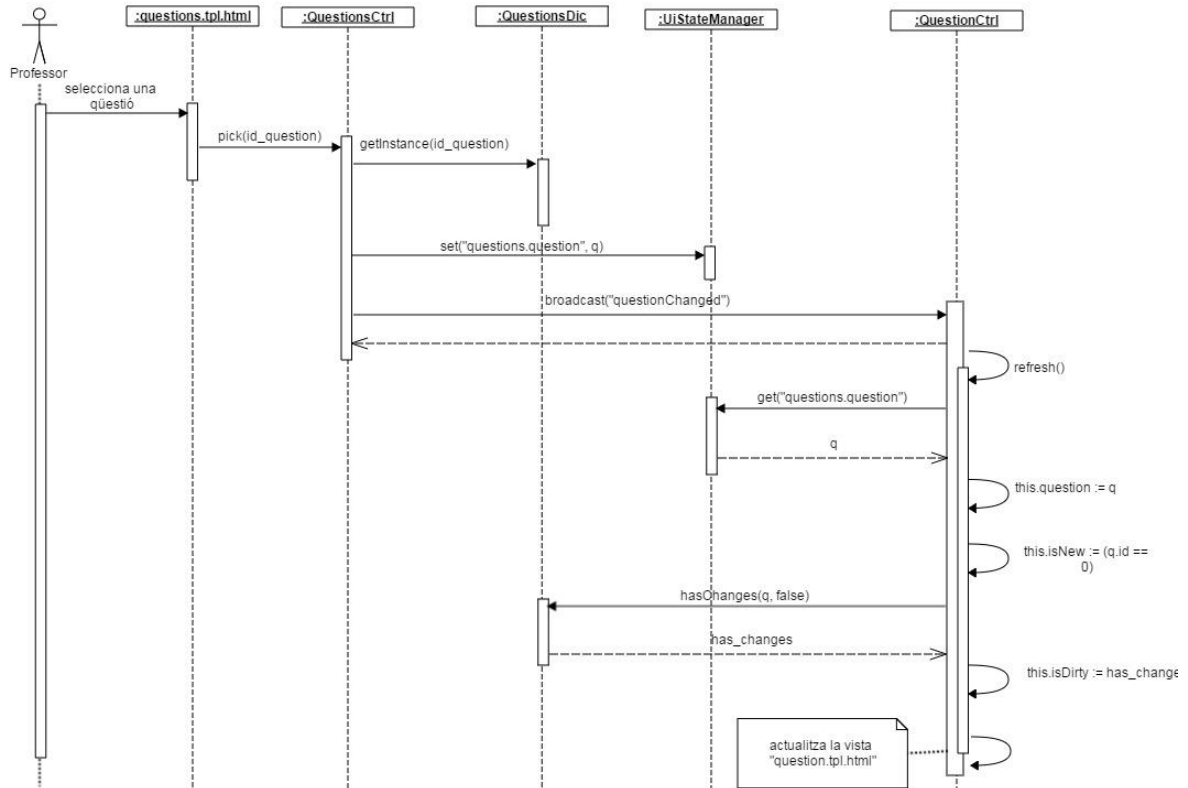 :questions.tpl.html
:QuestionsCtrl
:QuestionsDic
:UiStateManager
:QuestionCtrl
Professor
selecciona una
qüestió
pick(id_question)
getInstance(id_question)
set("questions.question", q)
broadcast("questionChanged")
refresh()
get("questions.question")
q
this.question := q
this.isNew := (q.id ==
0)
hasChanges(q, false)
has_changes
this.isDirty := has_change
actualitza la vista
"question.tpl.html"